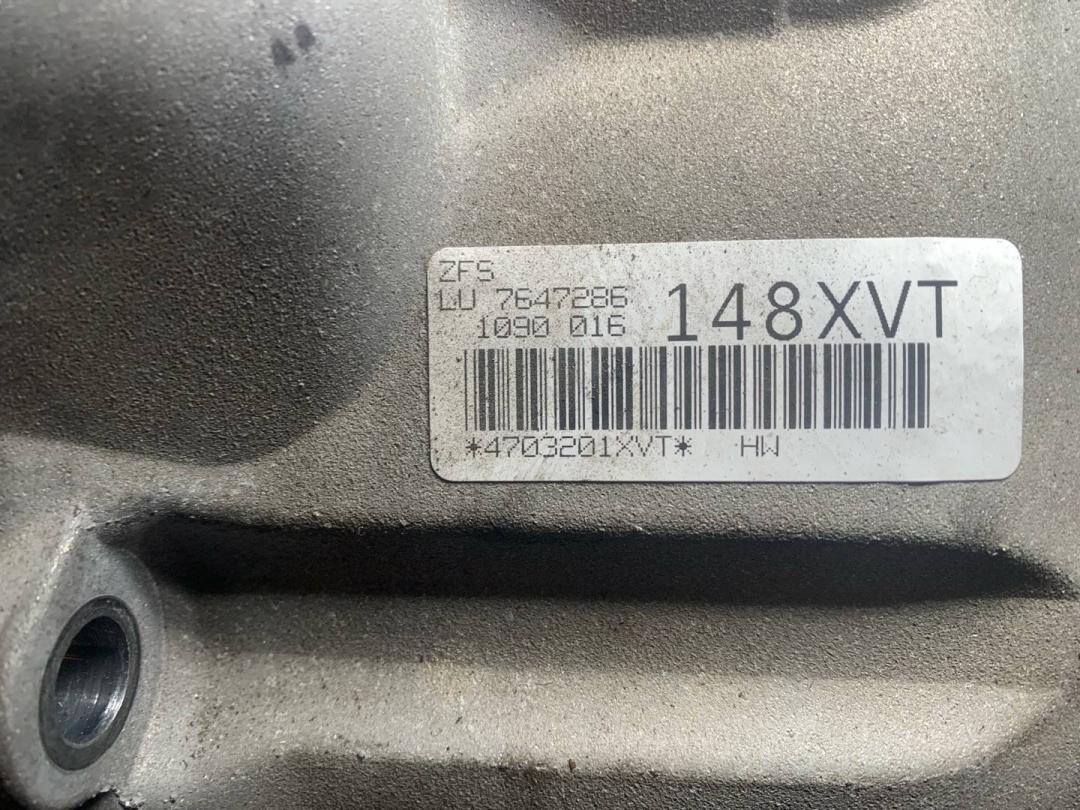 ZFS
LU 7647286
1090 016
148XVT
*4703201XVT* HW